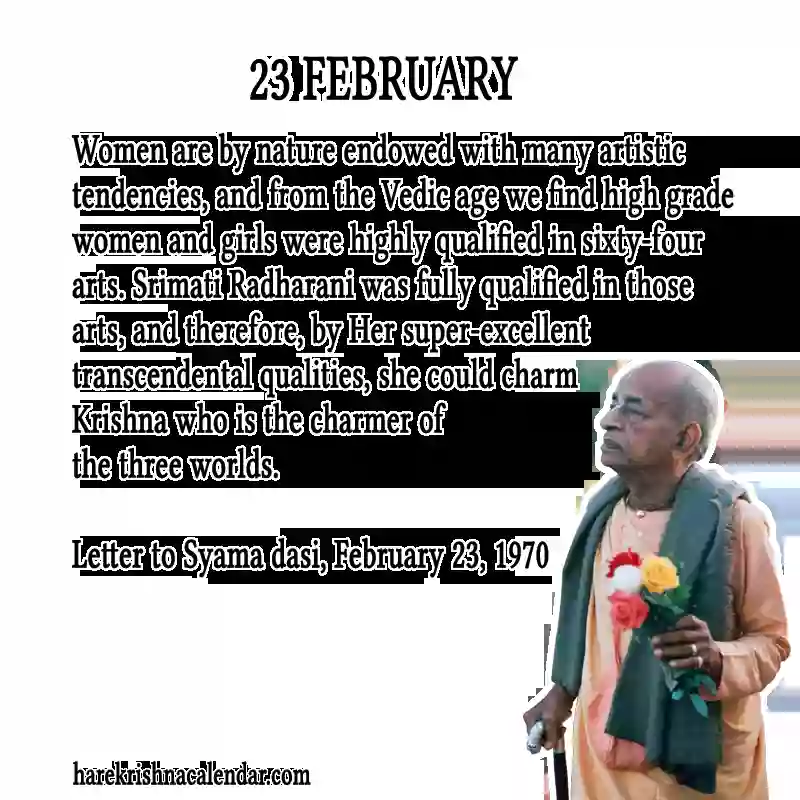 23 FEBRUARY
Women are by nature endowed with many artistic
tendencies, and from the Vedic age we find high grade
women and girls were highly qualified in sixty-four
arts. Srimati Radharani was fully qualified in those
arts, and therefore, by Her super-excellent
transcendental qualities, she could charm
Krishna who is the charmer of
the three worlds.
Letter to Syama dasi, February 23, 1970
harekrishnacalendar.com